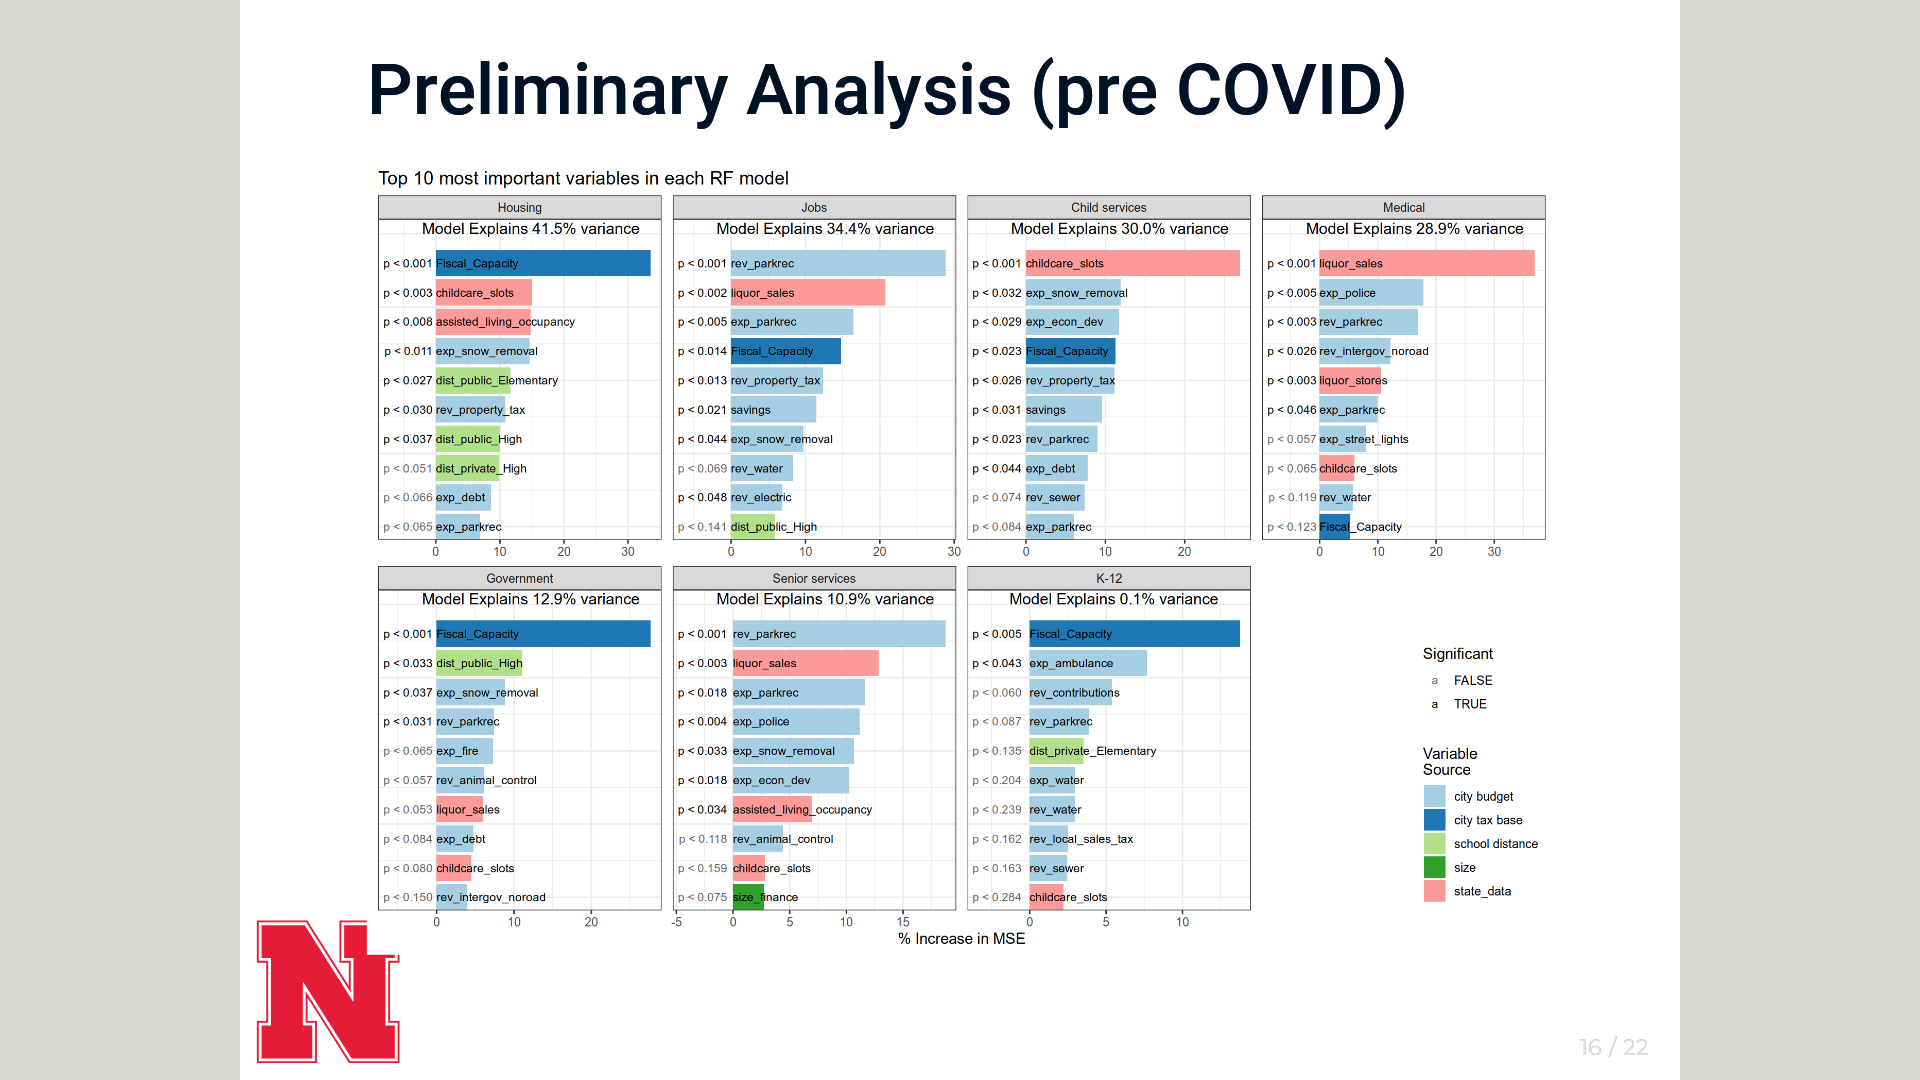 Preliminary Analysis (pre COVID)
Top 10 most important variables in each RF model
Housing
Model Explains 41.5% variance
p < 0.001 Fiscal_Capacity
p < 0.003 childcare_slots
p < 0.008 assisted_living_occupancy
p < 0.011 exp_snow_removal
p < 0.027 dist_public_Elementary
p < 0.030 rev_property_tax
p < 0.037 dist_public_High
p < 0.051 dist_private_High
p < 0.066 exp_debt
p < 0.065 exp_parkrec
0 10 20 30
Jobs
Model Explains 34.4% variance
p < 0.001 rev_parkrec
p < 0.002 liquor_sales
p < 0.005 exp_parkrec
p < 0.014 Fiscal_Capacity
p < 0.013 rev_property_tax
p < 0.021 savings
p < 0.044 exp_snow_removal
p < 0.069 rev_water
p < 0.048 rev_electric
p < 0.141 dist_public_High
0 10 20 30
Child services
Model Explains 30.0% variance
p < 0.001 childcare_slots
p < 0.032 exp_snow_removal
p < 0.029 exp_econ_dev
p < 0.023 Fiscal_Capacity
p < 0.026 rev_property_tax
p < 0.031 savings
p < 0.023 rev_parkrec
p < 0.044 exp_debt
p < 0.074 rev_sewer
p < 0.084 exp_parkrec
0 10 20
Medical
Model Explains 28.9% variance
p < 0.001 liquor_sales
p < 0.005 exp_police
p < 0.003 rev_parkrec
p < 0.026 rev_intergov_noroad
p < 0.003 liquor_stores
p < 0.046 exp_parkrec
p < 0.057 exp_street_lights
p < 0.065 childcare_slots
p < 0.119 rev_water
p < 0.123 Fiscal_Capacity
0 10 20 30
Government
Model Explains 12.9% variance
p < 0.001 Fiscal_Capacity
p < 0.033 dist_public_High
p < 0.037 exp_snow_removal
p < 0.031 rev_parkrec
p < 0.065 exp_fire
p < 0.057 rev_animal_control
p < 0.053 liquor_sales
p < 0.084 exp_debt
p < 0.080 childcare_slots
p < 0.150 rev_intergov_noroad
0 10 20
Senior services
Model Explains 10.9% variance
p < 0.001 rev_parkrec
p < 0.003 liquor_sales
p < 0.018 exp_parkrec
p < 0.004 exp_police
p < 0.033 exp_snow_removal
p < 0.018 exp_econ_dev
p < 0.034 assisted_living_occupancy
p < 0.118 rev_animal_control
p < 0.159 childcare_slots
p < 0.075 size_finance
-5 0 5 10 15
K-12
Model Explains 0.1% variance
p < 0.005 Fiscal_Capacity
p < 0.043 exp_ambulance
p < 0.060 rev_contributions
p < 0.087 rev_parkrec
p < 0.135 dist_private_Elementary
p < 0.204 exp_water
p < 0.239 rev_water
p < 0.162 rev_local_sales_tax
p < 0.163 rev_sewer
p < 0.284 childcare_slots
0 5 10
% Increase in MSE
Significant
a FALSE
a TRUE
Variable
Source
city budget
city tax base
school distance
size
state_data
N
16 / 22